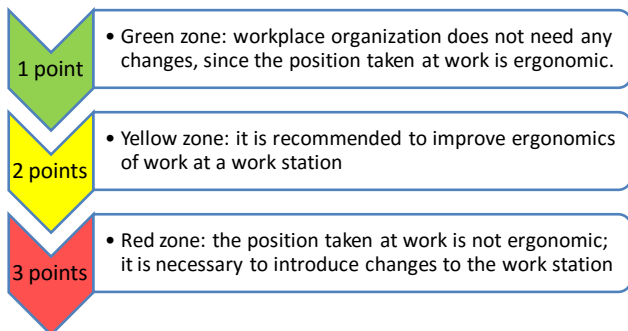 1 point
• Green zone: workplace organization does not need any
changes, since the position taken at work is ergonomic.
2 points
• Yellow zone: it is recommended to improve ergonomics
of work at a work station
3 points
• Red zone: the position taken at work is not ergonomic;
it is necessary to introduce changes to the work station